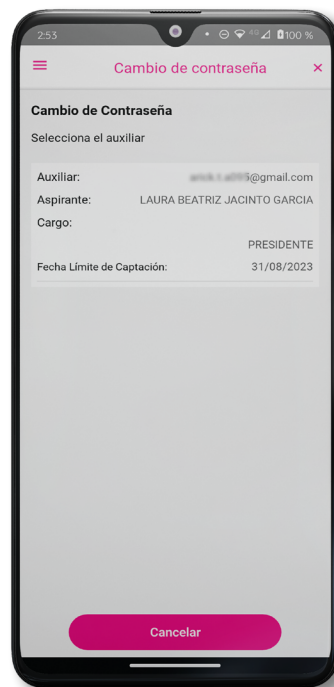 2:53 4G 100 %
Cambio de contraseña ×
Cambio de Contraseña
Selecciona el auxiliar
Auxiliar: @gmail.com
Aspirante: LAURA BEATRIZ JACINTO GARCIA
Cargo:
PRESIDENTE
Fecha Límite de Captación: 31/08/2023
Cancelar